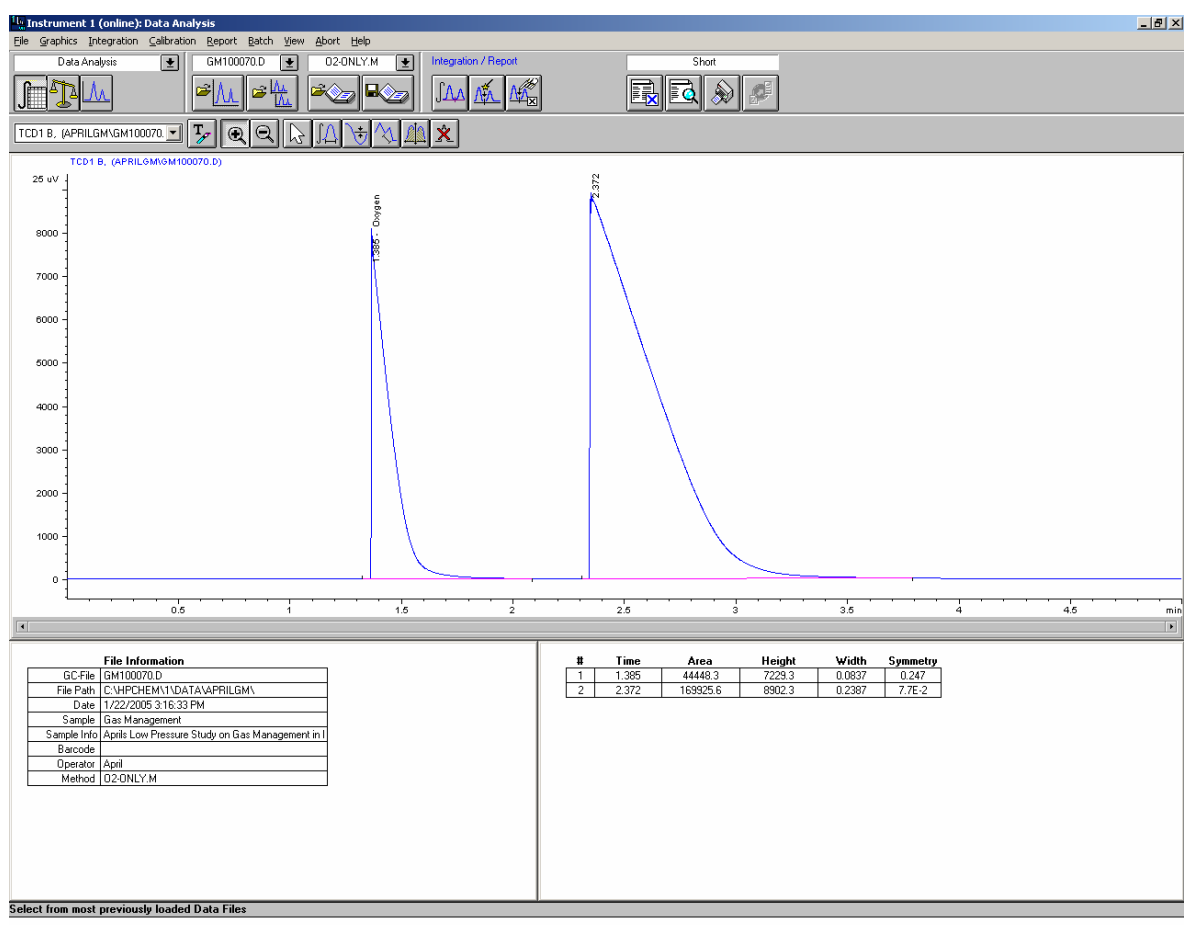 Instrument 1 (online): Data Analysis
File Graphics Integration Calibration Report Batch View Abort Help
Data Analysis GM100070.D O2-ONLY.M Integration / Report Short
TCD1 B, (APRILGM\GM100070.
TCD1 B, (APRILGM\GM100070.D)
25 uV
8000
7000
6000
5000
4000
3000
2000
1000
0
1.385 - Oxygen
2.372
0.5 1 1.5 2 2.5 3 3.5 4 4.5 min
File Information
GC-File GM100070.D
File Path C:\HPCHEM\1\DATA\APRILGM\
Date 1/22/2005 3:16:33 PM
Sample Gas Management
Sample Info Aprils Low Pressure Study on Gas Management in I
Barcode
Operator April
Method O2-ONLY.M
# Time Area Height Width Symmetry
1 1.385 44448.3 7229.3 0.0837 0.247
2 2.372 169925.6 8902.3 0.2387 7.7E-2
Select from most previously loaded Data Files